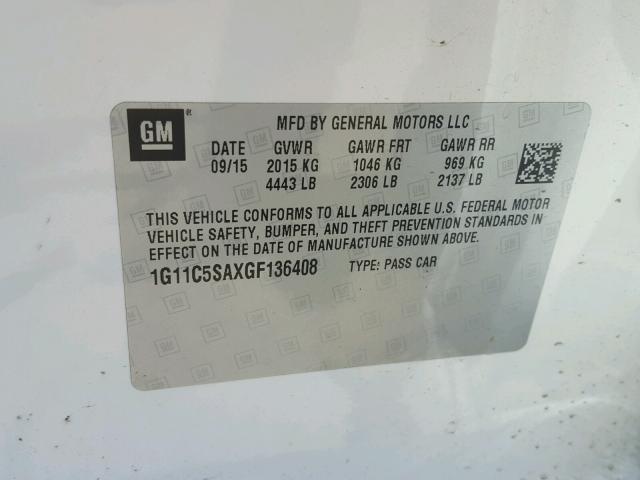 GM ®
MFD BY GENERAL MOTORS LLC
DATE GVWR GAWR FRT GAWR RR
09/15 2015 KG 1046 KG 969 KG
4443 LB 2306 LB 2137 LB
THIS VEHICLE CONFORMS TO ALL APPLICABLE U.S. FEDERAL MOTOR
VEHICLE SAFETY, BUMPER, AND THEFT PREVENTION STANDARDS IN
EFFECT ON THE DATE OF MANUFACTURE SHOWN ABOVE.
1G11C5SAXGF136408 TYPE: PASS CAR